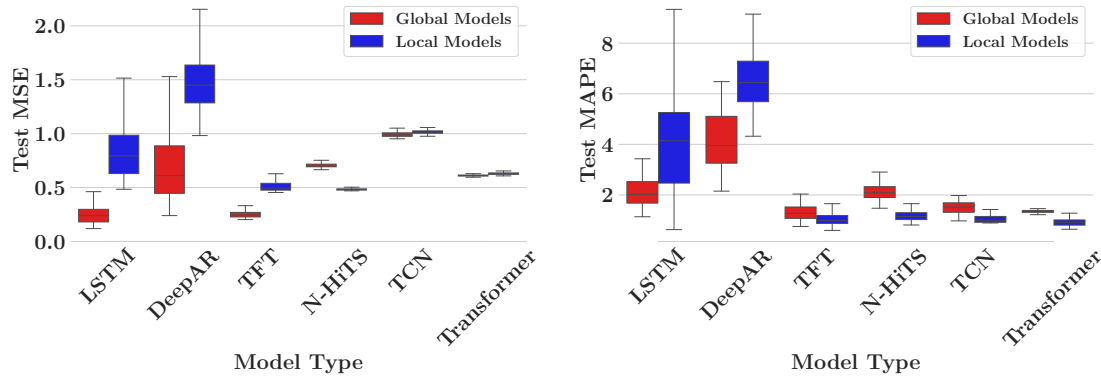 Test MSE
2.0
1.5
1.0
0.5
0.0
Global Models
Local Models
LSTM
DeepAR
TFT
N-HiTS
TCN
Transformer
Model Type
Test MAPE
8
6
4
2
Global Models
Local Models
LSTM
DeepAR
TFT
N-HiTS
TCN
Transformer
Model Type